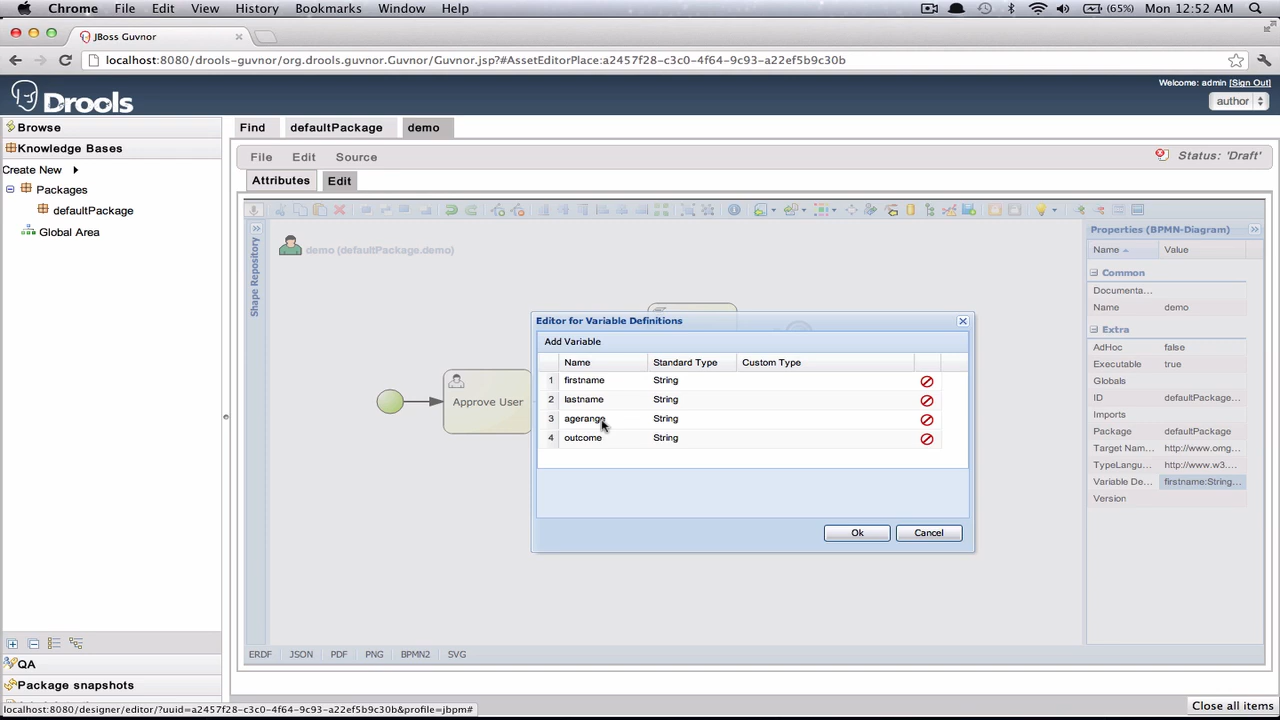 Chrome File Edit View History Bookmarks Window Help (65%) Mon 12:52 AM
JBoss Guvnor
localhost:8080/drools-guvnor/org.drools.guvnor.Guvnor/Guvnor.jsp?#AssetEditorPlace:a2457f28-c3c0-4f64-9c93-a22ef5b9c30b
Welcome: admin [Sign Out]
Drools
author
Browse
Find defaultPackage demo
Knowledge Bases
File Edit Source Status: 'Draft'
Create New
Attributes Edit
Packages
defaultPackage
Global Area
Shape Repository
demo (defaultPackage.demo)
Properties (BPMN-Diagram)
Name Value
Common
Documenta...
Name demo
Extra
AdHoc false
Executable true
Globals
ID defaultPackage...
Imports
Package defaultPackage
Target Nam... http://www.omg...
TypeLangu... http://www.w3....
Variable De... firstname:String...
Version
Approve User
Editor for Variable Definitions
Add Variable
Name Standard Type Custom Type
1 firstname String
2 lastname String
3 agerange String
4 outcome String
Ok Cancel
ERDF JSON PDF PNG BPMN2 SVG
QA
Package snapshots
localhost:8080/designer/editor/?uuid=a2457f28-c3c0-4f64-9c93-a22ef5b9c30b&profile=jbpm#
Close all items